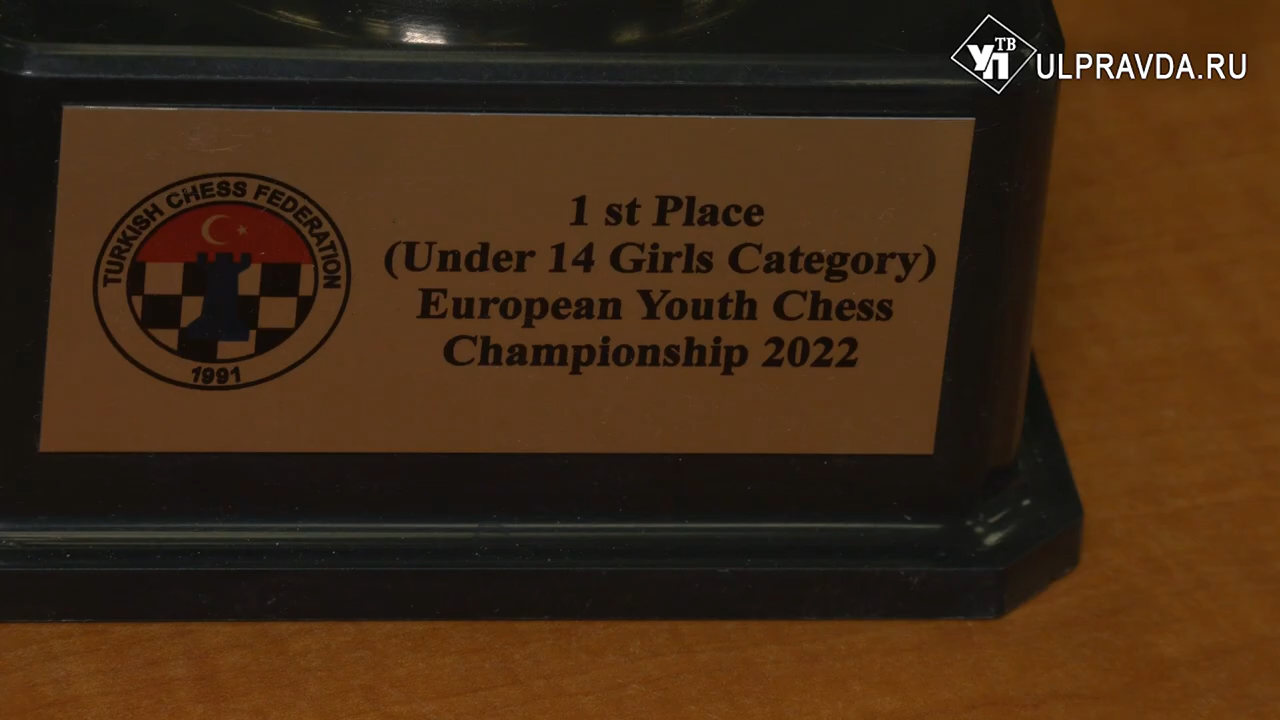 УП ТВ
ULPRAVDA.RU
TURKISH CHESS FEDERATION
1991
1 st Place
(Under 14 Girls Category)
European Youth Chess
Championship 2022